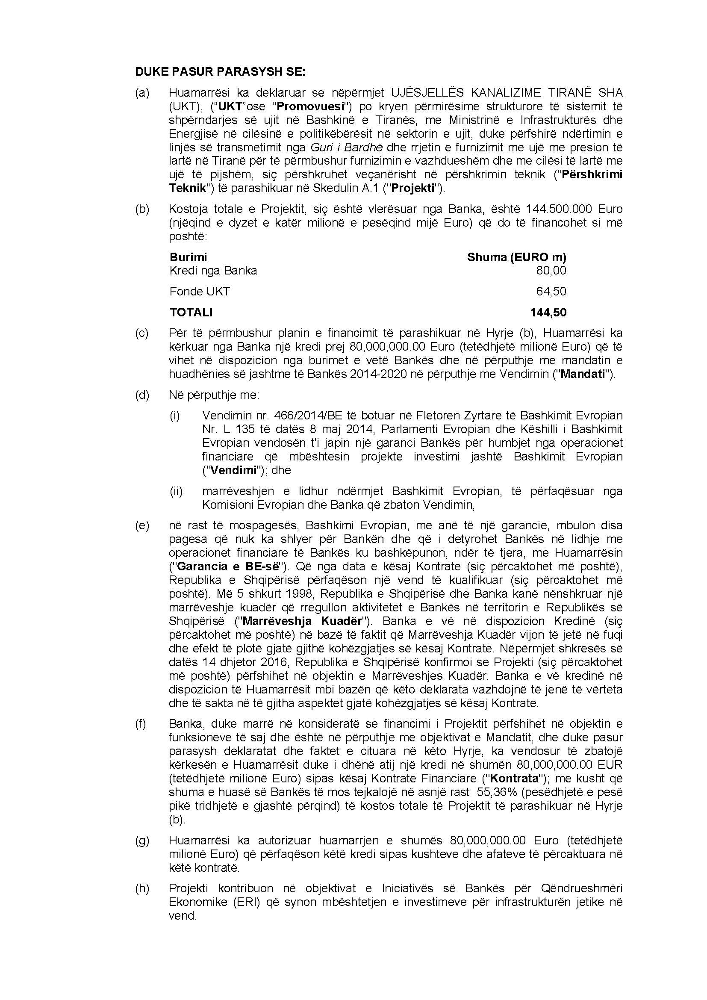 DUKE PASUR PARASYSH SE:
(a) Huamarrësi ka deklaruar se nëpërmjet UJËSJELLËS KANALIZIME TIRANË SHA
(UKT), (“UKT”ose "Promovuesi") po kryen përmirësime strukturore të sistemit të
shpërndarjes së ujit në Bashkinë e Tiranës, me Ministrinë e Infrastrukturës dhe
Energjisë në cilësinë e politikëbërësit në sektorin e ujit, duke përfshirë ndërtimin e
linjës së transmetimit nga Guri i Bardhë dhe rrjetin e furnizimit me ujë me presion të
lartë në Tiranë për të përmbushur furnizimin e vazhdueshëm dhe me cilësi të lartë me
ujë të pijshëm, siç përshkruhet veçanërisht në përshkrimin teknik ("Përshkrimi
Teknik") të parashikuar në Skedulin A.1 ("Projekti").
(b) Kostoja totale e Projektit, siç është vlerësuar nga Banka, është 144.500.000 Euro
(njëqind e dyzet e katër milionë e pesëqind mijë Euro) që do të financohet si më
poshtë:
Burimi Shuma (EURO m)
Kredi nga Banka 80,00
Fonde UKT 64,50
TOTALI 144,50
(c) Për të përmbushur planin e financimit të parashikuar në Hyrje (b), Huamarrësi ka
kërkuar nga Banka një kredi prej 80,000,000.00 Euro (tetëdhjetë milionë Euro) që të
vihet në dispozicion nga burimet e vetë Bankës dhe në përputhje me mandatin e
huadhënies së jashtme të Bankës 2014-2020 në përputhje me Vendimin ("Mandati").
(d) Në përputhje me:
(i) Vendimin nr. 466/2014/BE të botuar në Fletoren Zyrtare të Bashkimit Evropian
Nr. L 135 të datës 8 maj 2014, Parlamenti Evropian dhe Këshilli i Bashkimit
Evropian vendosën t'i japin një garanci Bankës për humbjet nga operacionet
financiare që mbështesin projekte investimi jashtë Bashkimit Evropian
("Vendimi"); dhe
(ii) marrëveshjen e lidhur ndërmjet Bashkimit Evropian, të përfaqësuar nga
Komisioni Evropian dhe Banka që zbaton Vendimin,
(e) në rast të mospagesës, Bashkimi Evropian, me anë të një garancie, mbulon disa
pagesa që nuk ka shlyer për Bankën dhe që i detyrohet Bankës në lidhje me
operacionet financiare të Bankës ku bashkëpunon, ndër të tjera, me Huamarrësin
("Garancia e BE-së"). Që nga data e kësaj Kontrate (siç përcaktohet më poshtë),
Republika e Shqipërisë përfaqëson një vend të kualifikuar (siç përcaktohet më
poshtë). Më 5 shkurt 1998, Republika e Shqipërisë dhe Banka kanë nënshkruar një
marrëveshje kuadër që rregullon aktivitetet e Bankës në territorin e Republikës së
Shqipërisë ("Marrëveshja Kuadër"). Banka e vë në dispozicion Kredinë (siç
përcaktohet më poshtë) në bazë të faktit që Marrëveshja Kuadër vijon të jetë në fuqi
dhe efekt të plotë gjatë gjithë kohëzgjatjes së kësaj Kontrate. Nëpërmjet shkresës së
datës 14 dhjetor 2016, Republika e Shqipërisë konfirmoi se Projekti (siç përcaktohet
më poshtë) përfshihet në objektin e Marrëveshjes Kuadër. Banka e vë kredinë në
dispozicion të Huamarrësit mbi bazën që këto deklarata vazhdojnë të jenë të vërteta
dhe të sakta në të gjitha aspektet gjatë kohëzgjatjes së kësaj Kontrate.
(f) Banka, duke marrë në konsideratë se financimi i Projektit përfshihet në objektin e
funksioneve të saj dhe është në përputhje me objektivat e Mandatit, dhe duke pasur
parasysh deklaratat dhe faktet e cituara në këto Hyrje, ka vendosur të zbatojë
kërkesën e Huamarrësit duke i dhënë atij një kredi në shumën 80,000,000.00 EUR
(tetëdhjetë milionë Euro) sipas kësaj Kontrate Financiare ("Kontrata"); me kusht që
shuma e huasë së Bankës të mos tejkalojë në asnjë rast 55,36% (pesëdhjetë e pesë
pikë tridhjetë e gjashtë përqind) të kostos totale të Projektit të parashikuar në Hyrje
(b).
(g) Huamarrësi ka autorizuar huamarrjen e shumës 80,000,000.00 Euro (tetëdhjetë
milionë Euro) që përfaqëson këtë kredi sipas kushteve dhe afateve të përcaktuara në
këtë kontratë.
(h) Projekti kontribuon në objektivat e Iniciativës së Bankës për Qëndrueshmëri
Ekonomike (ERI) që synon mbështetjen e investimeve për infrastrukturën jetike në
vend.